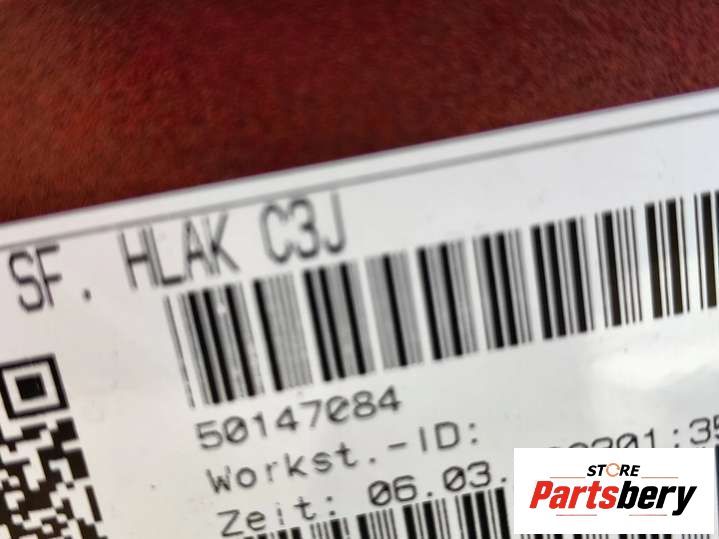 SF. HLAK C3J
50147084
Workst.-ID:
Zeit: 06.03.
STORE
Partsbery